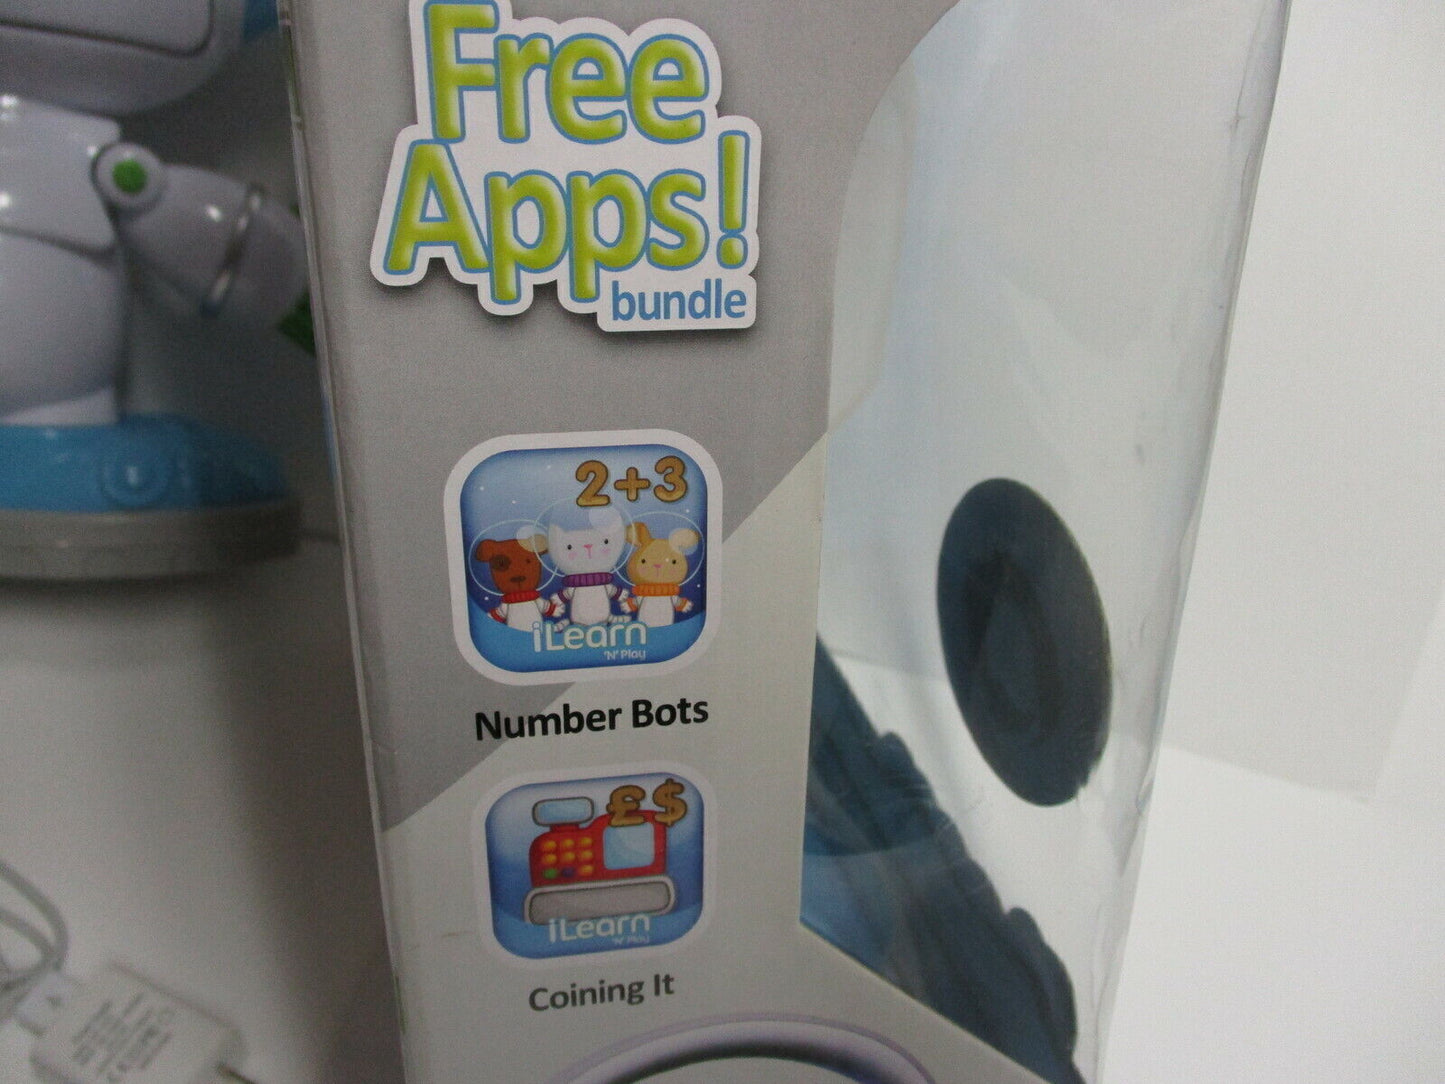 Free
Apps!
bundle
2+3
iLearn
'N' Play
Number Bots
£$
iLearn
'N' Play
Coining It